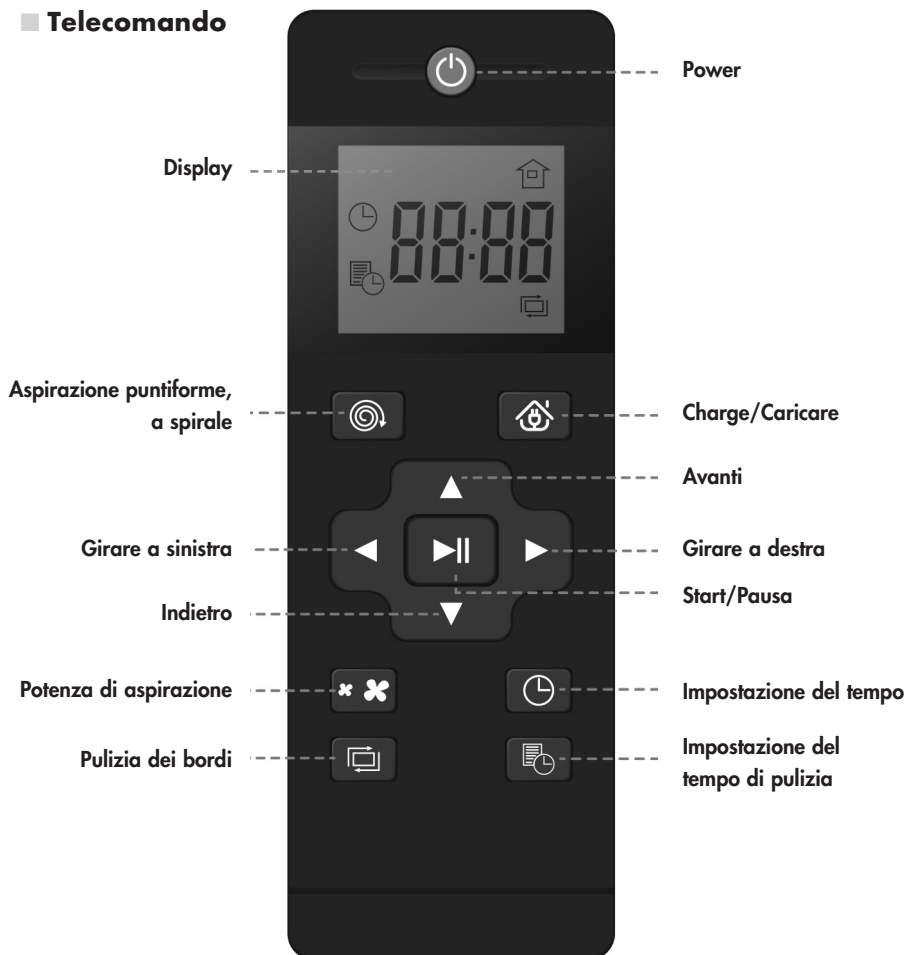 Telecomando
Power
Display
88:88
Aspirazione puntiforme,
a spirale
Charge/Caricare
Avanti
Girare a sinistra
Girare a destra
Start/Pausa
Indietro
Potenza di aspirazione
Impostazione del tempo
Pulizia dei bordi
Impostazione del
tempo di pulizia